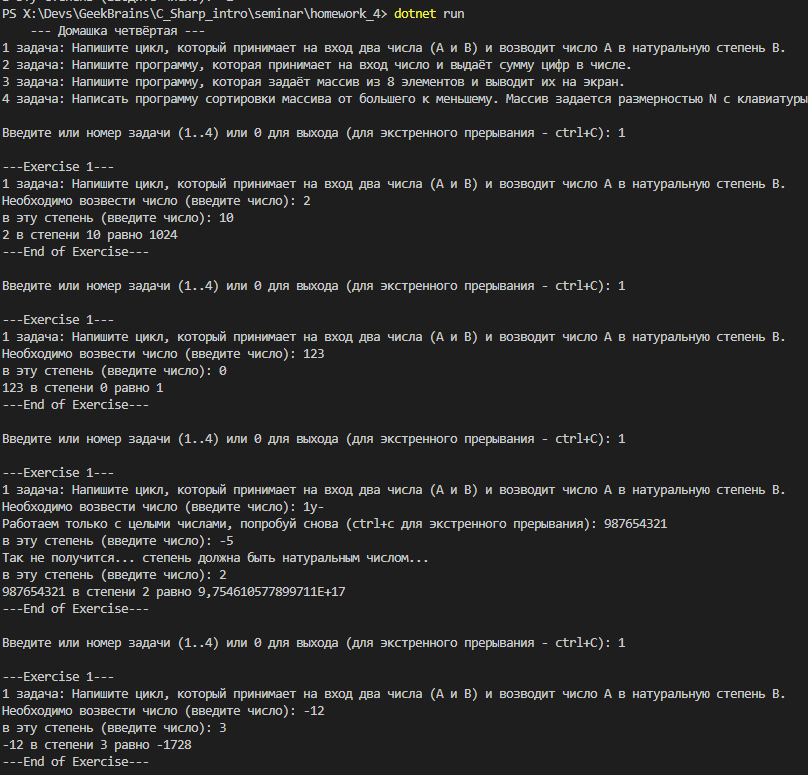 PS X:\Devs\GeekBrains\C_Sharp_intro\seminar\homework_4> dotnet run
--- Домашка четвёртая ---
1 задача: Напишите цикл, который принимает на вход два числа (A и B) и возводит число A в натуральную степень B.
2 задача: Напишите программу, которая принимает на вход число и выдаёт сумму цифр в числе.
3 задача: Напишите программу, которая задаёт массив из 8 элементов и выводит их на экран.
4 задача: Написать программу сортировки массива от большего к меньшему. Массив задается размерностью N с клавиатуры
Введите или номер задачи (1..4) или 0 для выхода (для экстренного прерывания - ctrl+C): 1
---Exercise 1---
1 задача: Напишите цикл, который принимает на вход два числа (A и B) и возводит число A в натуральную степень B.
Необходимо возвести число (введите число): 2
в эту степень (введите число): 10
2 в степени 10 равно 1024
---End of Exercise---
Введите или номер задачи (1..4) или 0 для выхода (для экстренного прерывания - ctrl+C): 1
---Exercise 1---
1 задача: Напишите цикл, который принимает на вход два числа (A и B) и возводит число A в натуральную степень B.
Необходимо возвести число (введите число): 123
в эту степень (введите число): 0
123 в степени 0 равно 1
---End of Exercise---
Введите или номер задачи (1..4) или 0 для выхода (для экстренного прерывания - ctrl+C): 1
---Exercise 1---
1 задача: Напишите цикл, который принимает на вход два числа (A и B) и возводит число A в натуральную степень B.
Необходимо возвести число (введите число): 1y-
Работаем только с целыми числами, попробуй снова (ctrl+c для экстренного прерывания): 987654321
в эту степень (введите число): -5
Так не получится... степень должна быть натуральным числом...
в эту степень (введите число): 2
987654321 в степени 2 равно 9,754610577899711E+17
---End of Exercise---
Введите или номер задачи (1..4) или 0 для выхода (для экстренного прерывания - ctrl+C): 1
---Exercise 1---
1 задача: Напишите цикл, который принимает на вход два числа (A и B) и возводит число A в натуральную степень B.
Необходимо возвести число (введите число): -12
в эту степень (введите число): 3
-12 в степени 3 равно -1728
---End of Exercise---